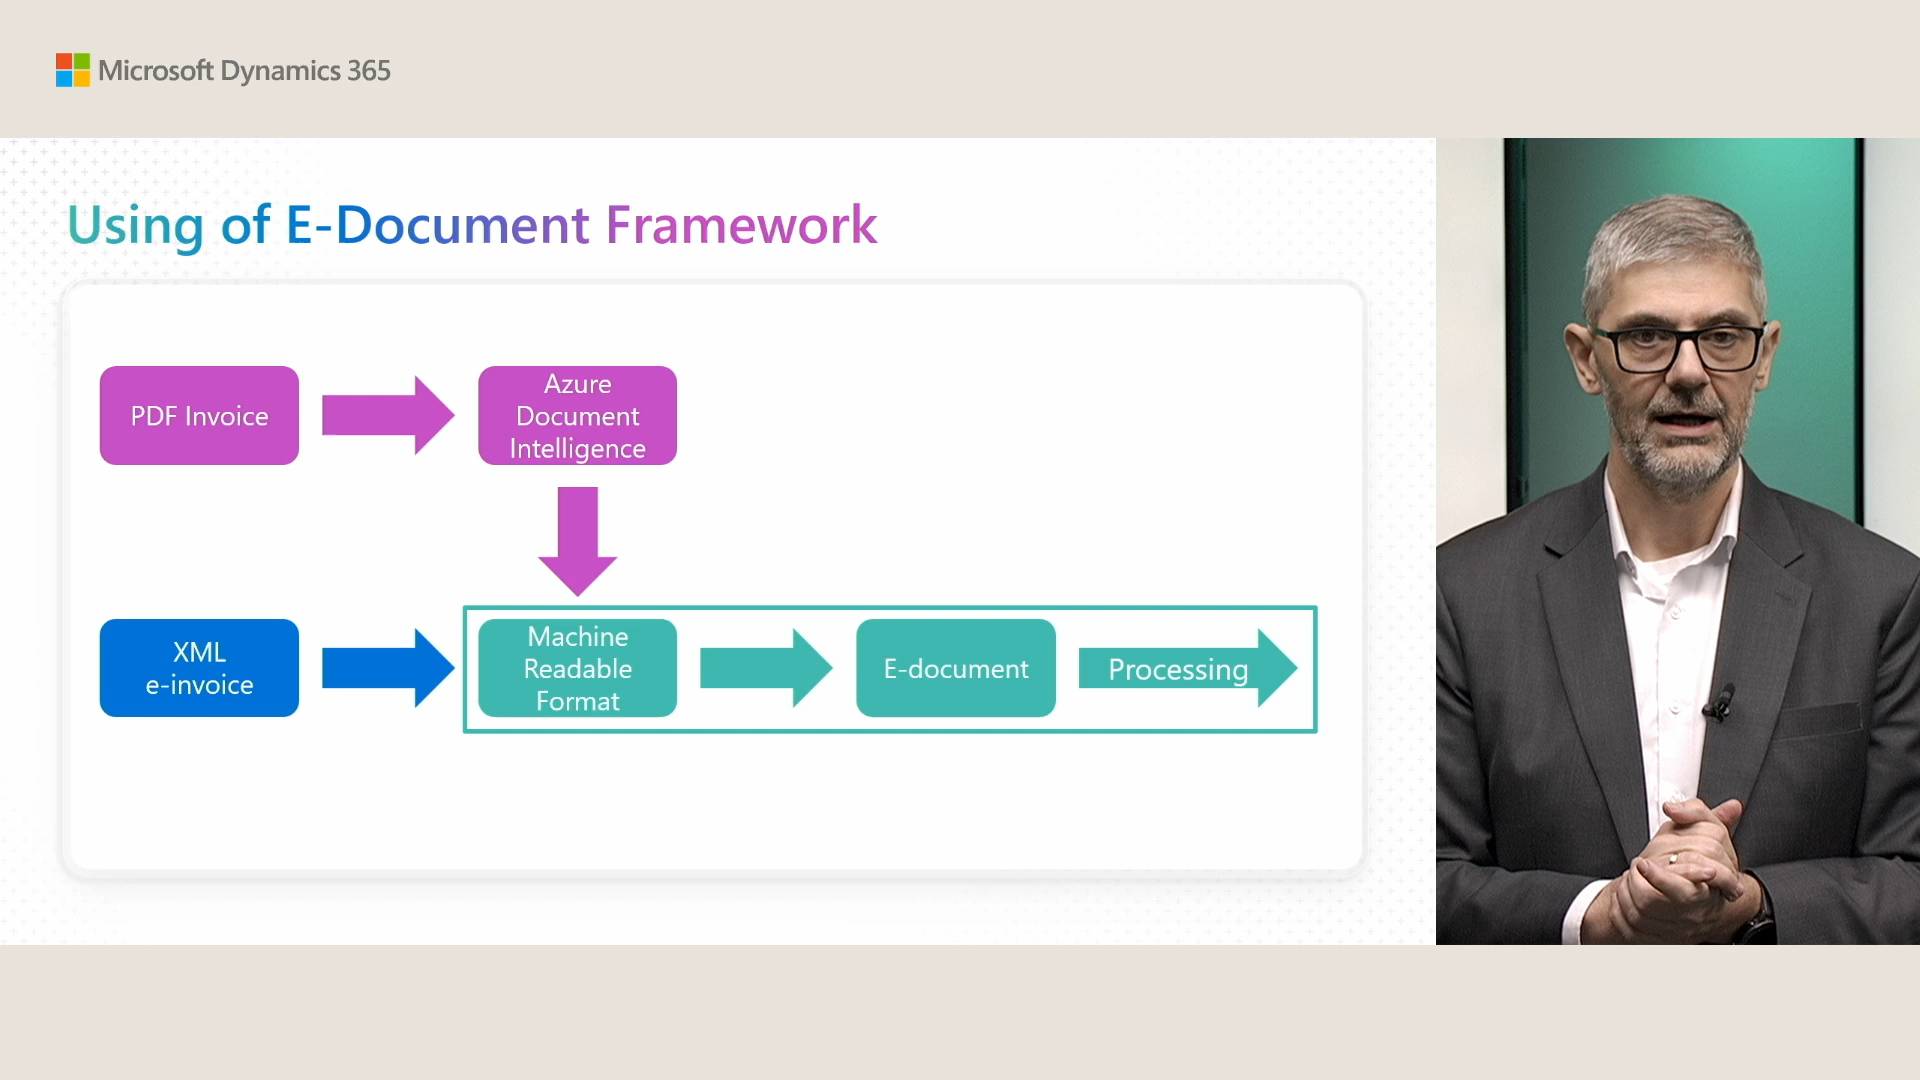 Microsoft Dynamics 365
Using of E-Document Framework
PDF Invoice
Azure
Document
Intelligence
XML
e-invoice
Machine
Readable
Format
E-document
Processing